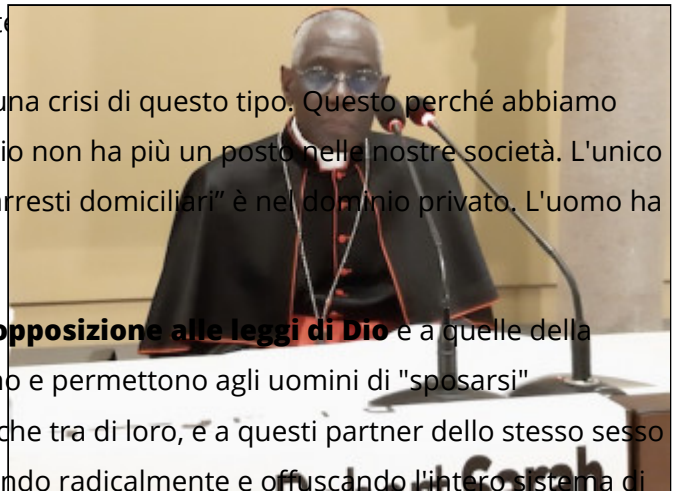 una crisi di questo tipo. Questo perché abbiamo
io non ha più un posto nelle nostre società. L'unico
rresti domiciliari” è nel dominio privato. L'uomo ha
opposizione alle leggi di Dio e a quelle della
no e permettono agli uomini di "sposarsi"
che tra di loro, e a questi partner dello stesso sesso
ndo radicalmente e offuscando l'intero sistema di
Sarah